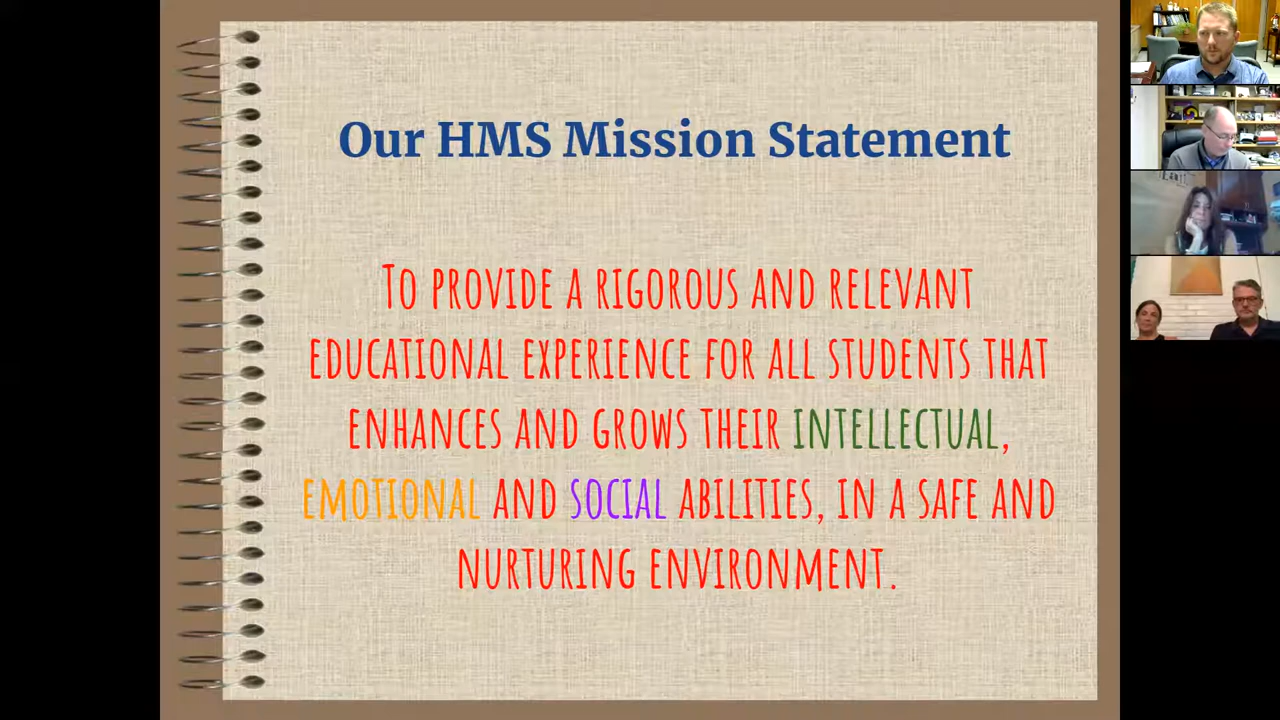 Our HMS Mission Statement
To provide a rigorous and relevant
educational experience for all students that
enhances and grows their intellectual,
emotional and social abilities, in a safe and
nurturing environment.